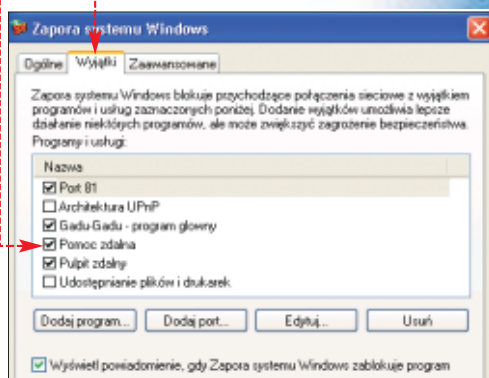 Zapora systemu Windows
Ogólne Wyjątki Zaawansowane
Zapora systemu Windows blokuje przychodzące połączenia sieciowe z wyjątkiem
programów i usług zaznaczonych poniżej. Dodanie wyjątków umożliwia lepsze
działanie niektórych programów, ale może zwiększyć zagrożenie bezpieczeństwa.
Programy i usługi:
Nazwa
Port 81
Architektura UPnP
Gadu-Gadu - program glowny
Pomoc zdalna
Pulpit zdalny
Udostępnianie plików i drukarek
Dodaj program... Dodaj port... Edytuj... Usuń
Wyświetl powiadomienie, gdy Zapora systemu Windows zablokuje program